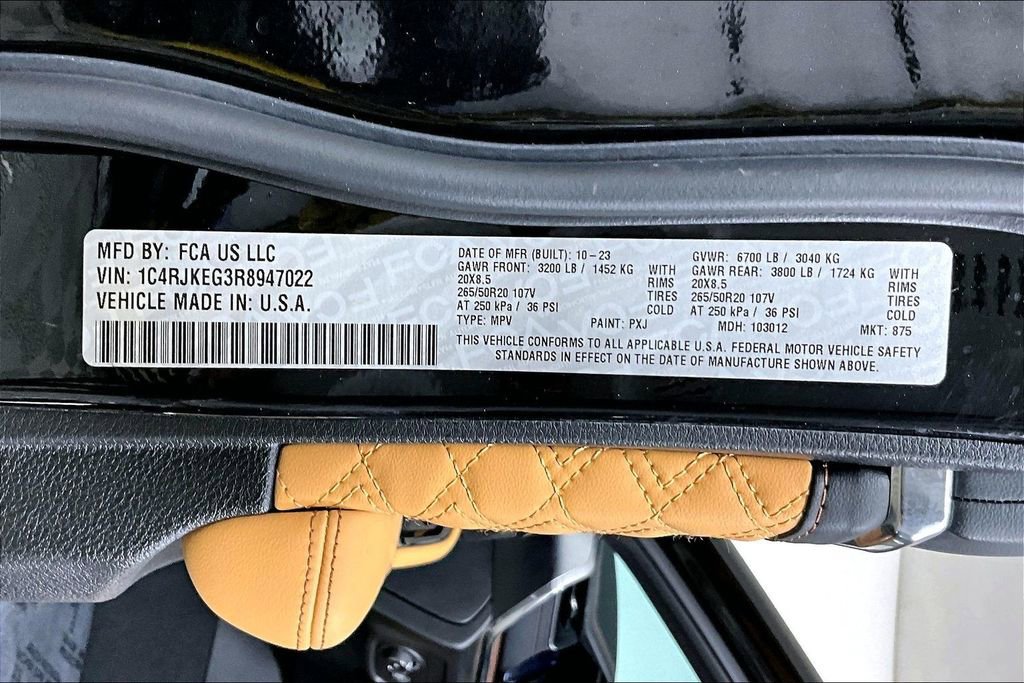 MFD BY: FCA US LLC
VIN: 1C4RJKEG3R8947022
VEHICLE MADE IN: U.S.A.
DATE OF MFR (BUILT): 10-23
GAWR FRONT: 3200 LB / 1452 KG WITH
20X8.5 RIMS
265/50R20 107V TIRES
AT 250 kPa / 36 PSI COLD
TYPE: MPV PAINT: PXJ
GVWR: 6700 LB / 3040 KG
GAWR REAR: 3800 LB / 1724 KG WITH
20X8.5 RIMS
265/50R20 107V TIRES
AT 250 kPa / 36 PSI COLD
MDH: 103012 MKT: 875
THIS VEHICLE CONFORMS TO ALL APPLICABLE U.S.A. FEDERAL MOTOR VEHICLE SAFETY
STANDARDS IN EFFECT ON THE DATE OF MANUFACTURE SHOWN ABOVE.